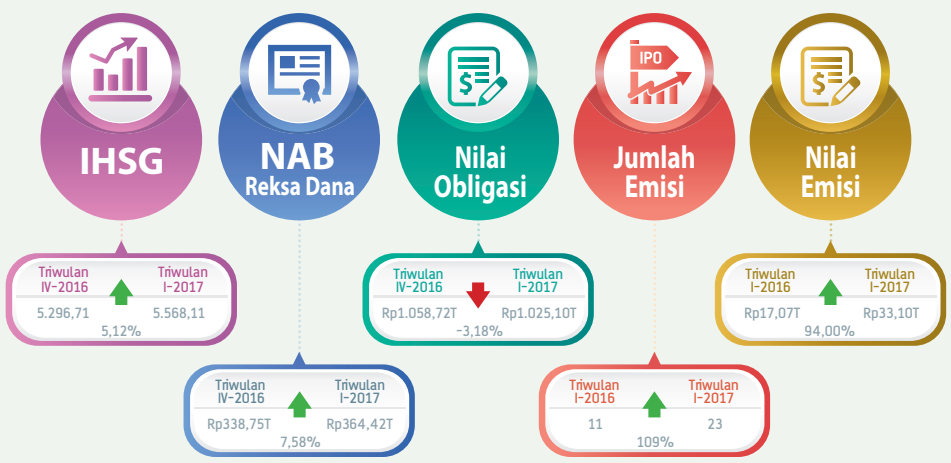 IHSG
NAB
Reksa Dana
$
Nilai
Obligasi
IPO
Jumlah
Emisi
$
Nilai
Emisi
Triwulan
IV-2016
Triwulan
I-2017
5.296,71
5.568,11
5,12%
Triwulan
IV-2016
Triwulan
I-2017
Rp338,75T
Rp364,42T
7,58%
Triwulan
IV-2016
Triwulan
I-2017
Rp1.058,72T
Rp1.025,10T
-3,18%
Triwulan
I-2016
Triwulan
I-2017
11
23
109%
Triwulan
I-2016
Triwulan
I-2017
Rp17,07T
Rp33,10T
94,00%